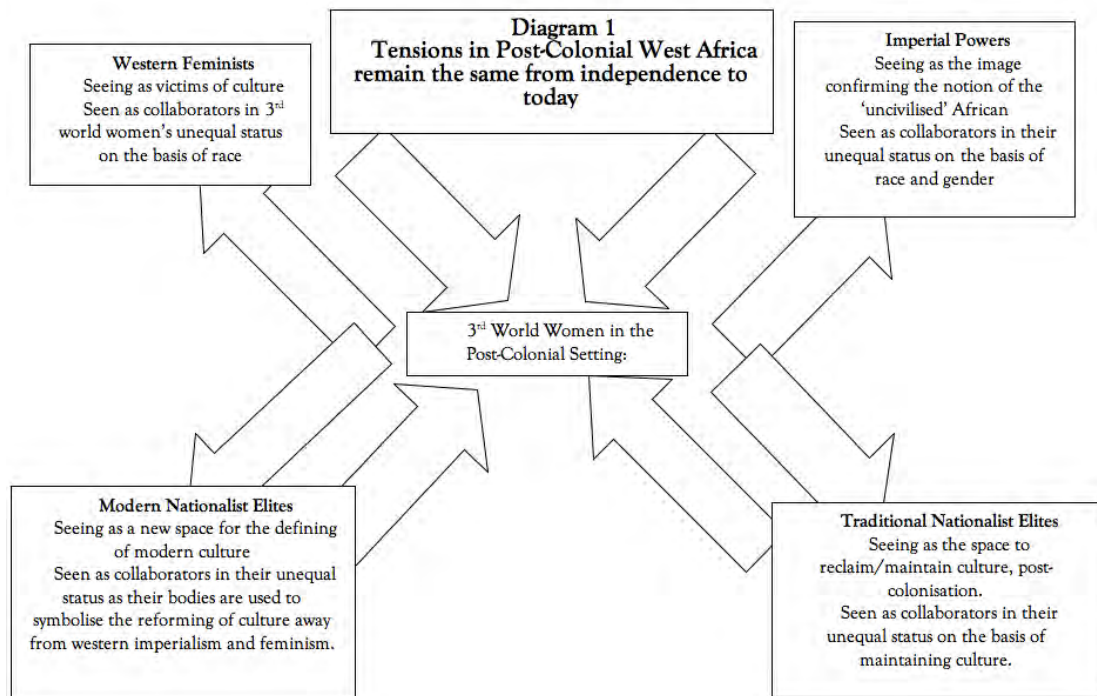 Diagram 1
Tensions in Post-Colonial West Africa
remain the same from independence to
today
Western Feminists
Seeing as victims of culture
Seen as collaborators in 3rd
world women's unequal status
on the basis of race
Imperial Powers
Seeing as the image
confirming the notion of the
'uncivilised' African
Seen as collaborators in their
unequal status on the basis of
race and gender
3rd World Women in the
Post-Colonial Setting:
Modern Nationalist Elites
Seeing as a new space for the defining
of modern culture
Seen as collaborators in their unequal
status as their bodies are used to
symbolise the reforming of culture away
from western imperialism and feminism.
Traditional Nationalist Elites
Seeing as the space to
reclaim/maintain culture, post-
colonisation.
Seen as collaborators in their
unequal status on the basis of
maintaining culture.